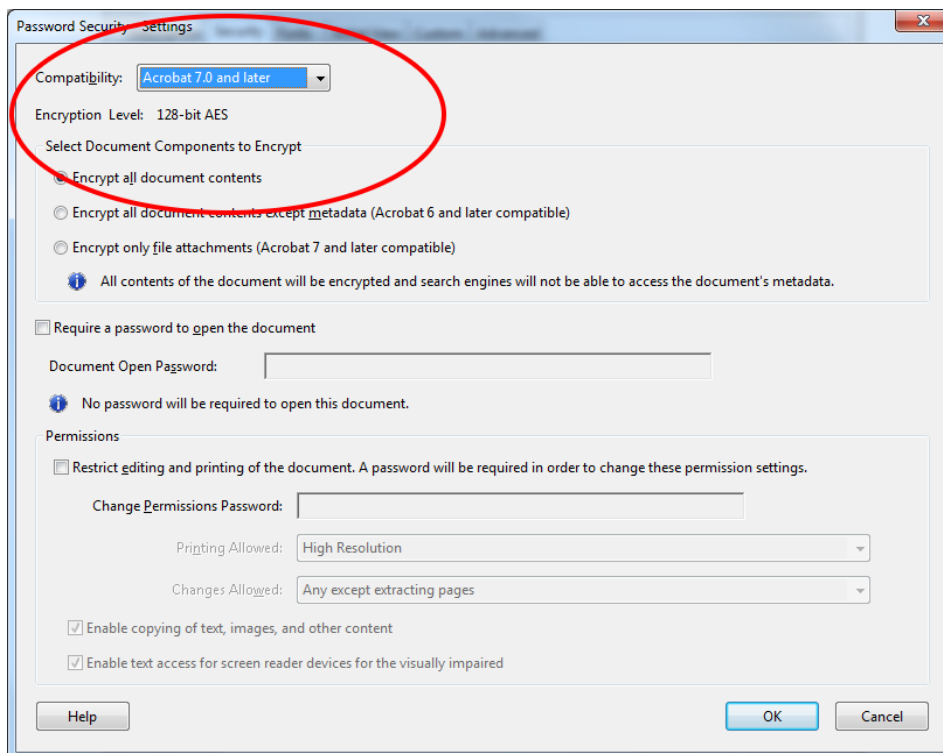 Password Security - Settings
Compatibility: Acrobat 7.0 and later
Encryption Level: 128-bit AES
Select Document Components to Encrypt
Encrypt all document contents
Encrypt all document contents except metadata (Acrobat 6 and later compatible)
Encrypt only file attachments (Acrobat 7 and later compatible)
All contents of the document will be encrypted and search engines will not be able to access the document's metadata.
Require a password to open the document
Document Open Password:
No password will be required to open this document.
Permissions
Restrict editing and printing of the document. A password will be required in order to change these permission settings.
Change Permissions Password:
Printing Allowed: High Resolution
Changes Allowed: Any except extracting pages
Enable copying of text, images, and other content
Enable text access for screen reader devices for the visually impaired
Help OK Cancel